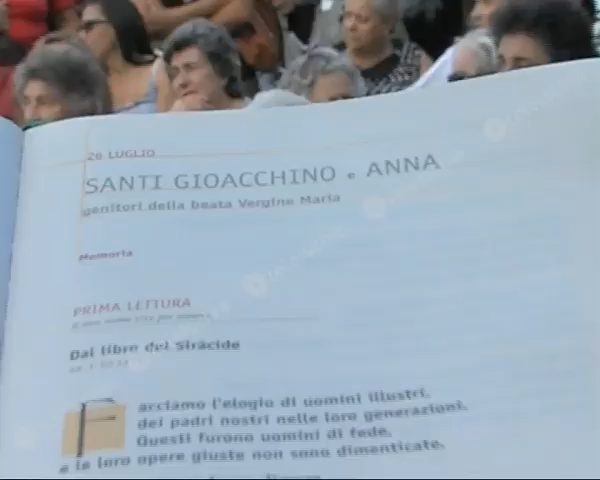 26 LUGLIO
SANTI GIOACCHINO e ANNA
genitori della beata Vergine Maria
Memoria
PRIMA LETTURA
Dal libro del Siràcide
Facciamo l'elogio di uomini illustri,
dei padri nostri nelle loro generazioni.
Questi furono uomini di fede,
e le loro opere giuste non sono dimenticate.